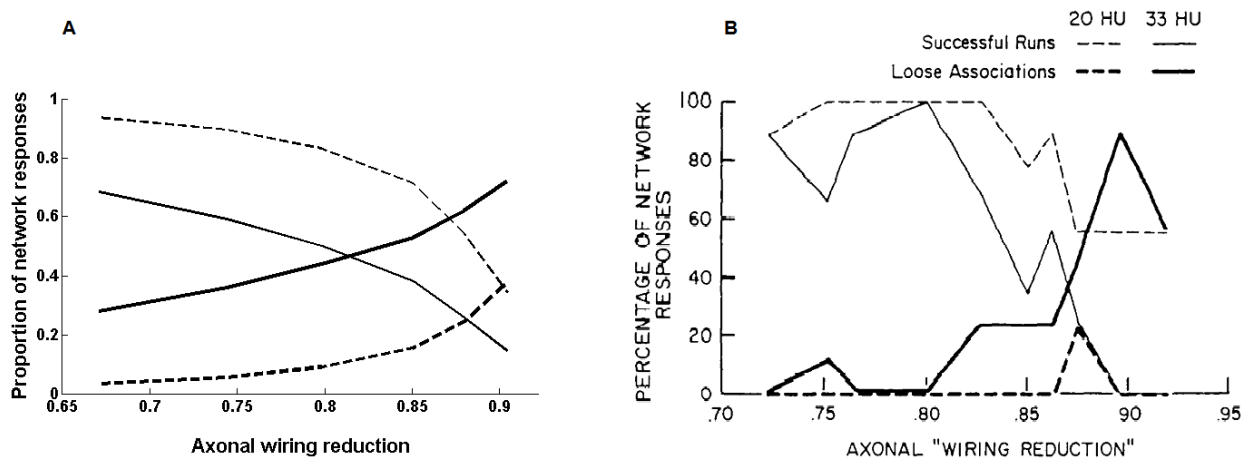 A
Proportion of network responses
1
0.8
0.6
0.4
0.2
0
0.65 0.7 0.75 0.8 0.85 0.9
Axonal wiring reduction
B
20 HU 33 HU
Successful Runs
Loose Associations
PERCENTAGE OF NETWORK
RESPONSES
100
80
60
40
20
0
.70 .75 .80 .85 .90 .95
AXONAL "WIRING REDUCTION"